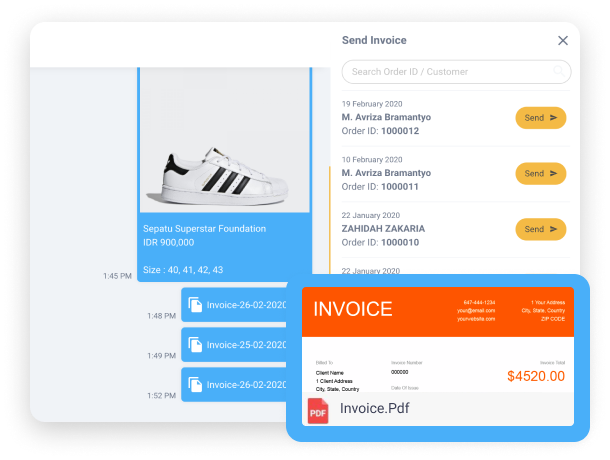 Send Invoice
Search Order ID / Customer
19 February 2020
M. Avriza Bramantyo
Order ID: 1000012
Send
10 February 2020
M. Avriza Bramantyo
Order ID: 1000011
Send
22 January 2020
ZAHIDAH ZAKARIA
Order ID: 1000010
Send
22 January 2020
Sepatu Superstar Foundation
IDR 900,000
Size : 40, 41, 42, 43
1:45 PM
Invoice-26-02-2020
1:48 PM
Invoice-25-02-2020
1:49 PM
Invoice-26-02-2020
1:52 PM
INVOICE
647-444-1234
your@email.com
yourwebsite.com
1 Your Address
City, State, Country
ZIP CODE
Billed To
Client Name
1 Client Address
City, State, Country
Invoice Number
000000
Date Of Issue
Invoice Total
$4520.00
PDF
Invoice.Pdf